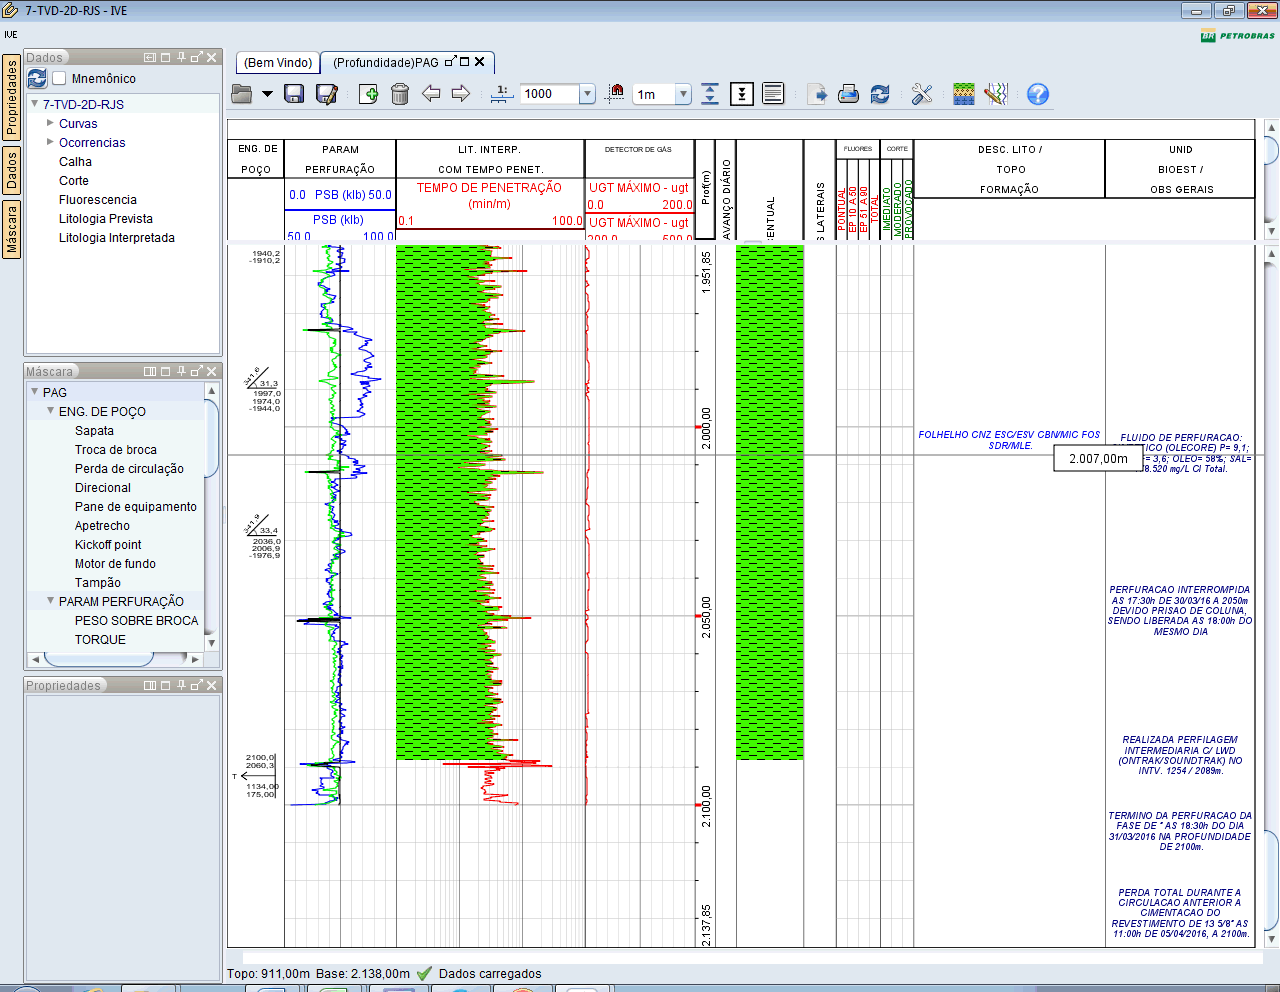 7-TVD-2D-RJS - IVE
IVE
BR PETROBRAS
Propriedades
Dados
Máscara
Dados
Mnemônico
7-TVD-2D-RJS
Curvas
Ocorrencias
Calha
Corte
Fluorescencia
Litologia Prevista
Litologia Interpretada
Máscara
PAG
ENG. DE POÇO
Sapata
Troca de broca
Perda de circulação
Direcional
Pane de equipamento
Apetrecho
Kickoff point
Motor de fundo
Tampão
PARAM PERFURAÇÃO
PESO SOBRE BROCA
TORQUE
Propriedades
(Bem Vindo)
(Profundidade)PAG
1:
1000
1m
ENG. DE
POÇO
PARAM
PERFURAÇÃO
0.0 PSB (klb) 50.0
PSB (klb)
50.0 100.0
LIT. INTERP.
COM TEMPO PENET.
TEMPO DE PENETRAÇÃO
(min/m)
0.1 100.0
DETECTOR DE GÁS
UGT MÁXIMO - ugt
0.0 200.0
UGT MÁXIMO - ugt
200.0 500.0
Prof(m)
AVANÇO DIÁRIO
ENTUAL
S LATERAIS
FLUORES
PONTUAL
EP 10 A 50
EP 51 A 90
TOTAL
CORTE
IMEDIATO
MODERADO
PROVOCADO
DESC. LITO /
TOPO
FORMAÇÃO
UNID
BIOEST /
OBS GERAIS
1940,2
-1910,2
341,6
31,3
1997,0
1974,0
-1944,0
341,9
33,4
2036,0
2006,9
-1976,9
2100,0
2060,3
T
1134,00
175,00
1.951,85
2.000,00
2.050,00
2.100,00
2.137,85
FOLHELHO CNZ ESC/ESV CBN/MIC FOS
SDR/MLE.
2.007,00m
FLUIDO DE PERFURACAO:
TICO (OLECORE) P= 9,1;
= 3,6; OLEO= 58%; SAL=
8.520 mg/L Cl Total.
PERFURACAO INTERROMPIDA
AS 17:30h DE 30/03/16 A 2050m
DEVIDO PRISAO DE COLUNA,
SENDO LIBERADA AS 18:00h DO
MESMO DIA
REALIZADA PERFILAGEM
INTERMEDIARIA C/ LWD
(ONTRAK/SOUNDTRAK) NO
INTV. 1254 / 2089m.
TERMINO DA PERFURACAO DA
FASE DE " AS 18:30h DO DIA
31/03/2016 NA PROFUNDIDADE
DE 2100m.
PERDA TOTAL DURANTE A
CIRCULACAO ANTERIOR A
CIMENTACAO DO
REVESTIMENTO DE 13 5/8" AS
11:00h DE 05/04/2016, A 2100m.
Topo: 911,00m Base: 2.138,00m Dados carregados